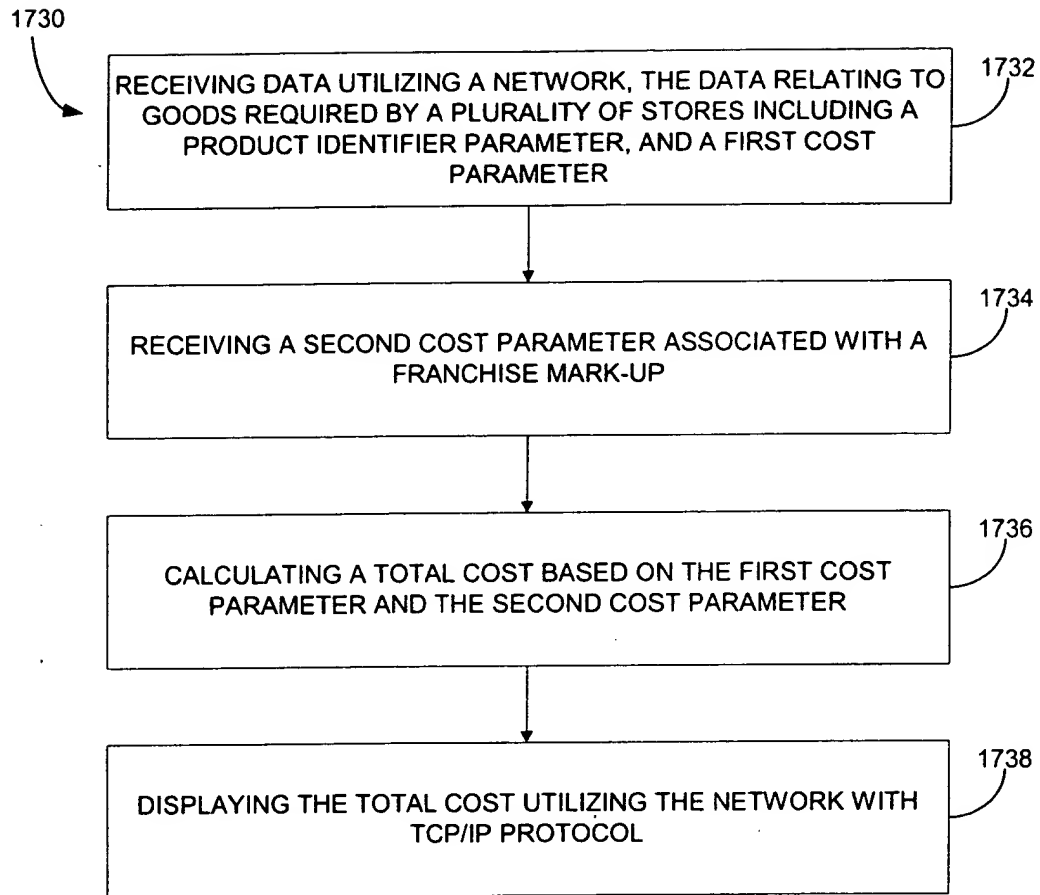 1730
1732
RECEIVING DATA UTILIZING A NETWORK, THE DATA RELATING TO
GOODS REQUIRED BY A PLURALITY OF STORES INCLUDING A
PRODUCT IDENTIFIER PARAMETER, AND A FIRST COST
PARAMETER
1734
RECEIVING A SECOND COST PARAMETER ASSOCIATED WITH A
FRANCHISE MARK-UP
1736
CALCULATING A TOTAL COST BASED ON THE FIRST COST
PARAMETER AND THE SECOND COST PARAMETER
1738
DISPLAYING THE TOTAL COST UTILIZING THE NETWORK WITH
TCP/IP PROTOCOL